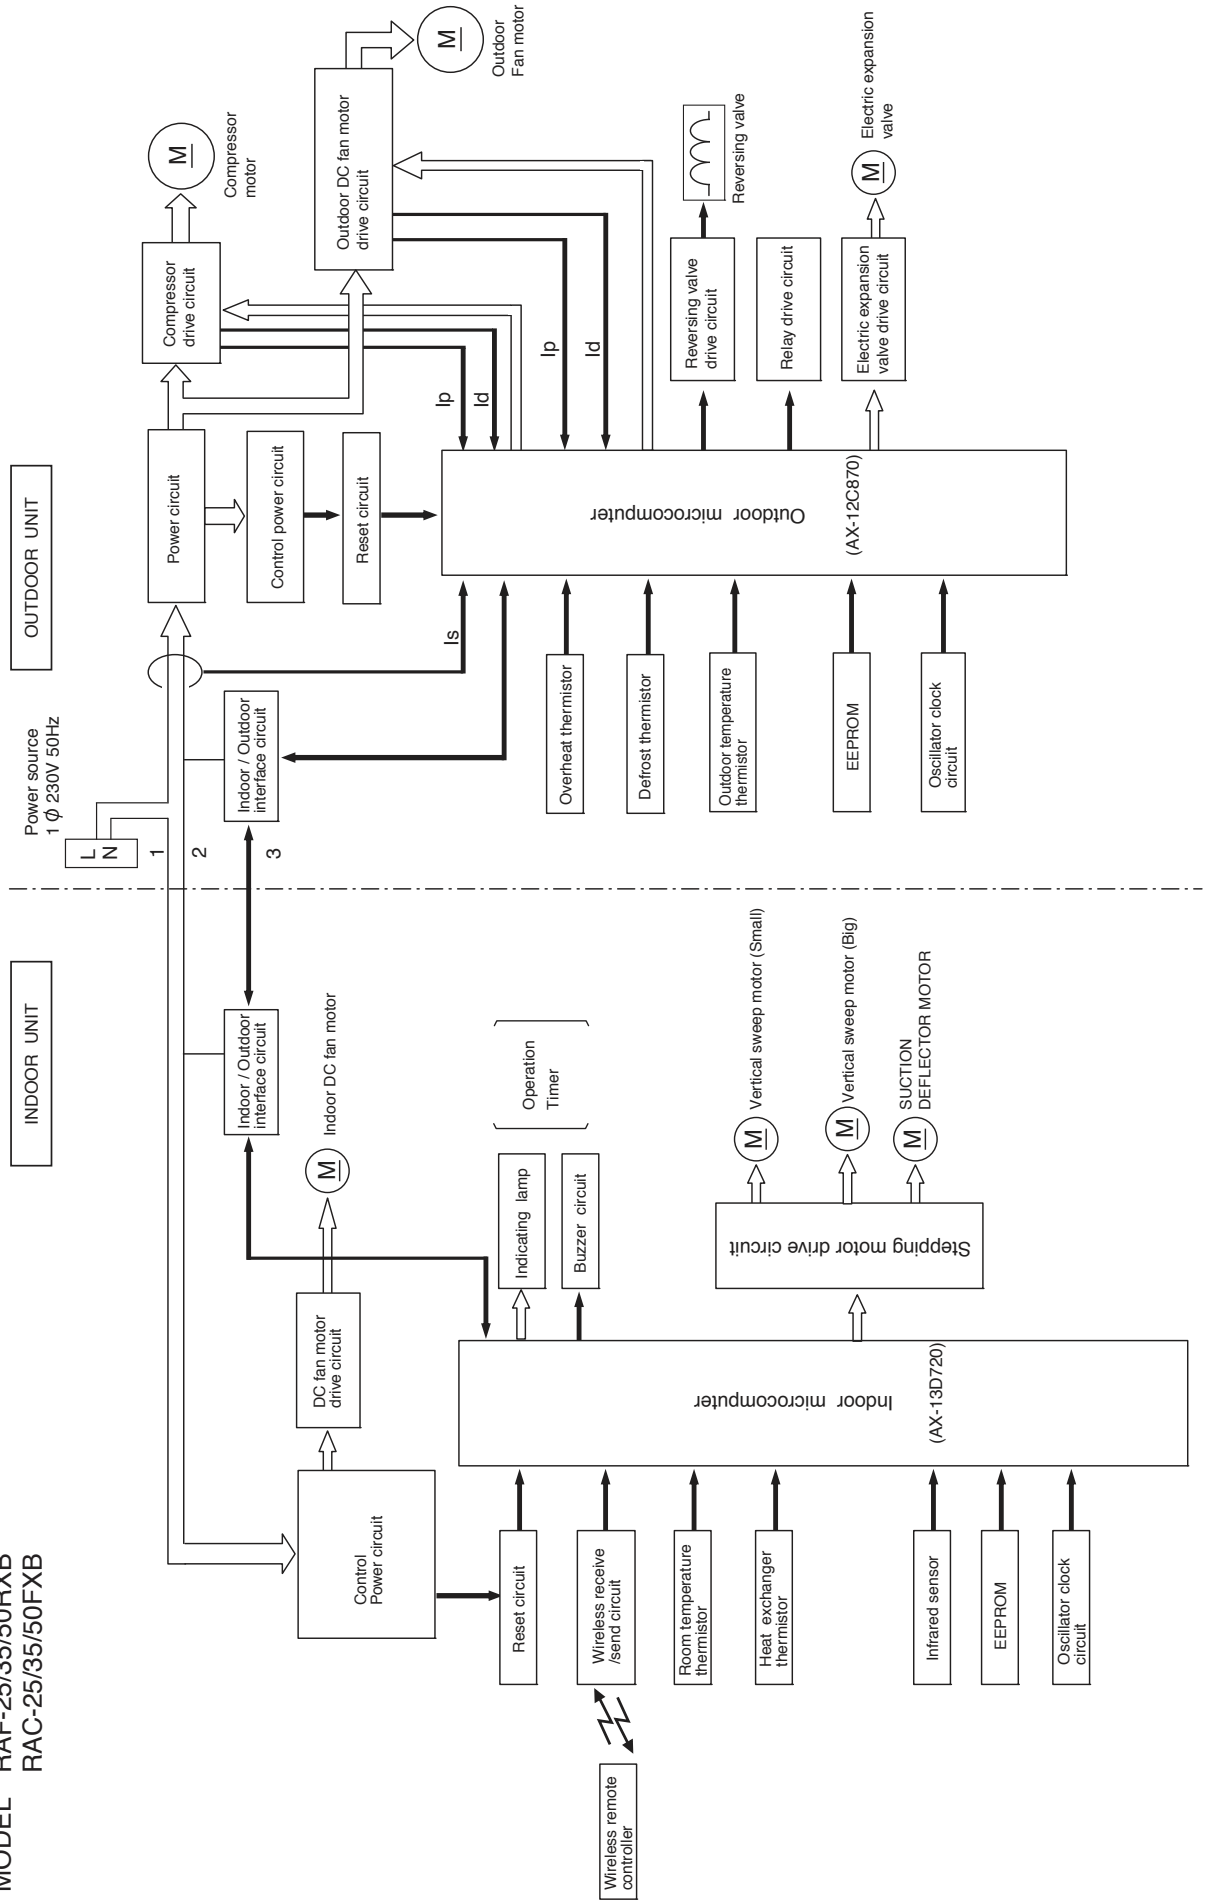 MODEL RAF-25/35/50RXB
RAC-25/35/50FXB
INDOOR UNIT
OUTDOOR UNIT
Power source
1 ϕ 230V 50Hz
L
N
1
2
3
Control
Power circuit
DC fan motor
drive circuit
M
Indoor DC fan motor
Indoor / Outdoor
interface circuit
Indoor / Outdoor
interface circuit
Wireless remote
controller
Reset circuit
Wireless receive
/send circuit
Room temperature
thermistor
Heat exchanger
thermistor
Infrared sensor
EEPROM
Oscillator clock
circuit
Indoor microcomputer
(AX-13D720)
Indicating lamp
Buzzer circuit
Operation
Timer
Stepping motor drive circuit
M
Vertical sweep motor (Small)
M
Vertical sweep motor (Big)
M
SUCTION
DEFLECTOR MOTOR
Power circuit
Control power circuit
Reset circuit
Is
Overheat thermistor
Defrost thermistor
Outdoor temperature
thermistor
EEPROM
Oscillator clock
circuit
Outdoor microcomputer
(AX-12C870)
Compressor
drive circuit
M
Compressor
motor
Ip
Id
Outdoor DC fan motor
drive circuit
M
Outdoor
Fan motor
Ip
Id
Reversing valve
drive circuit
Reversing valve
Relay drive circuit
Electric expansion
valve drive circuit
M
Electric expansion
valve